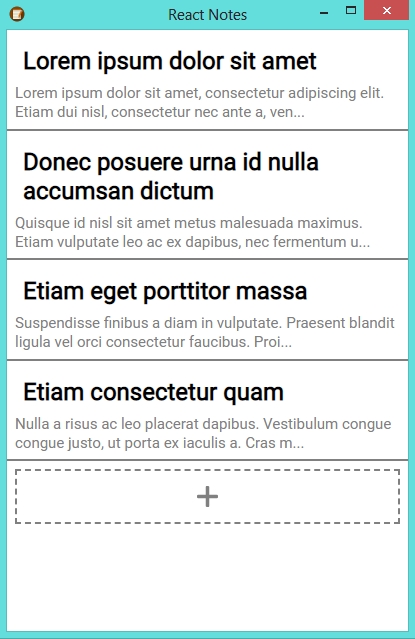 React Notes
Lorem ipsum dolor sit amet
Lorem ipsum dolor sit amet, consectetur adipiscing elit.
Etiam dui nisl, consectetur nec ante a, ven...
Donec posuere urna id nulla
accumsan dictum
Quisque id nisl sit amet metus malesuada maximus.
Etiam vulputate leo ac ex dapibus, nec fermentum u...
Etiam eget porttitor massa
Suspendisse finibus a diam in vulputate. Praesent blandit
ligula vel orci consectetur faucibus. Proi...
Etiam consectetur quam
Nulla a risus ac leo placerat dapibus. Vestibulum congue
congue justo, ut porta ex iaculis a. Cras m...